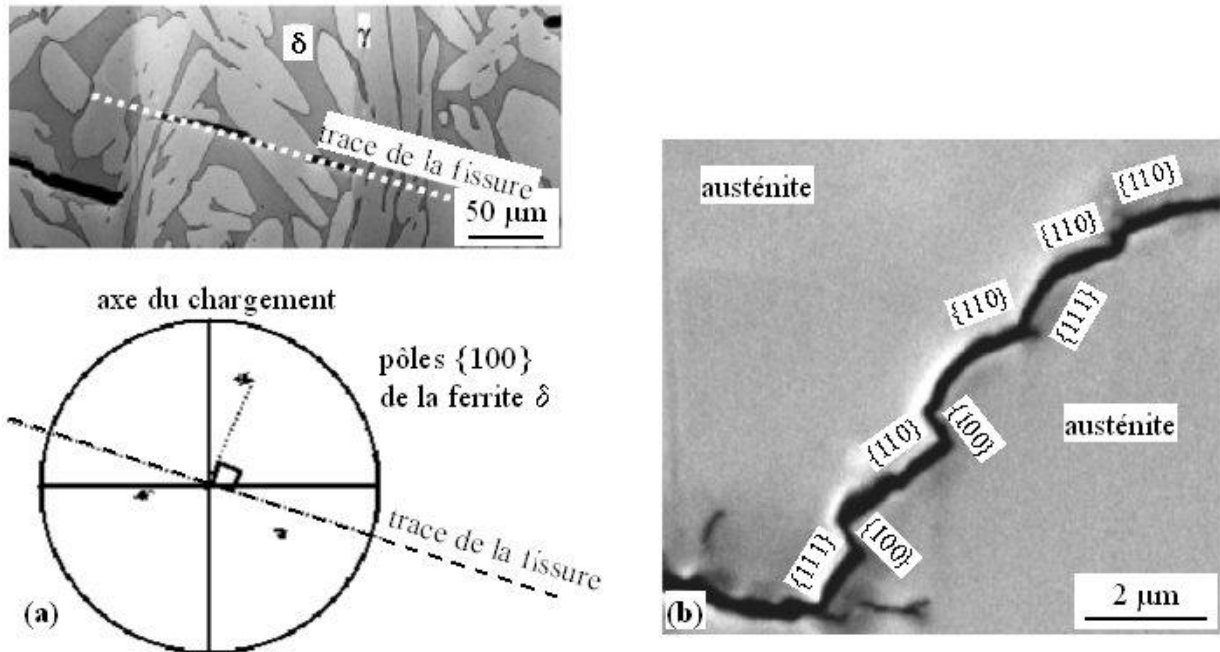 δ
γ
trace de la fissure
50 μm
axe du chargement
pôles {100}
de la ferrite δ
trace de la fissure
(a)
austénite
{110}
{110}
{110}
{111}
austénite
{100}
{110}
{100}
{111}
2 μm
(b)